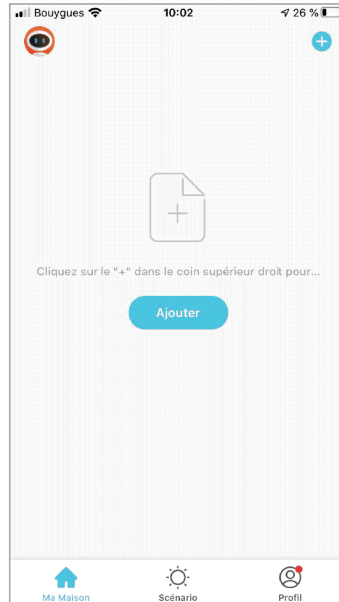 Bouygues 10:02 26 %
Cliquez sur le "+" dans le coin supérieur droit pour...
Ajouter
Ma Maison Scénario Profil